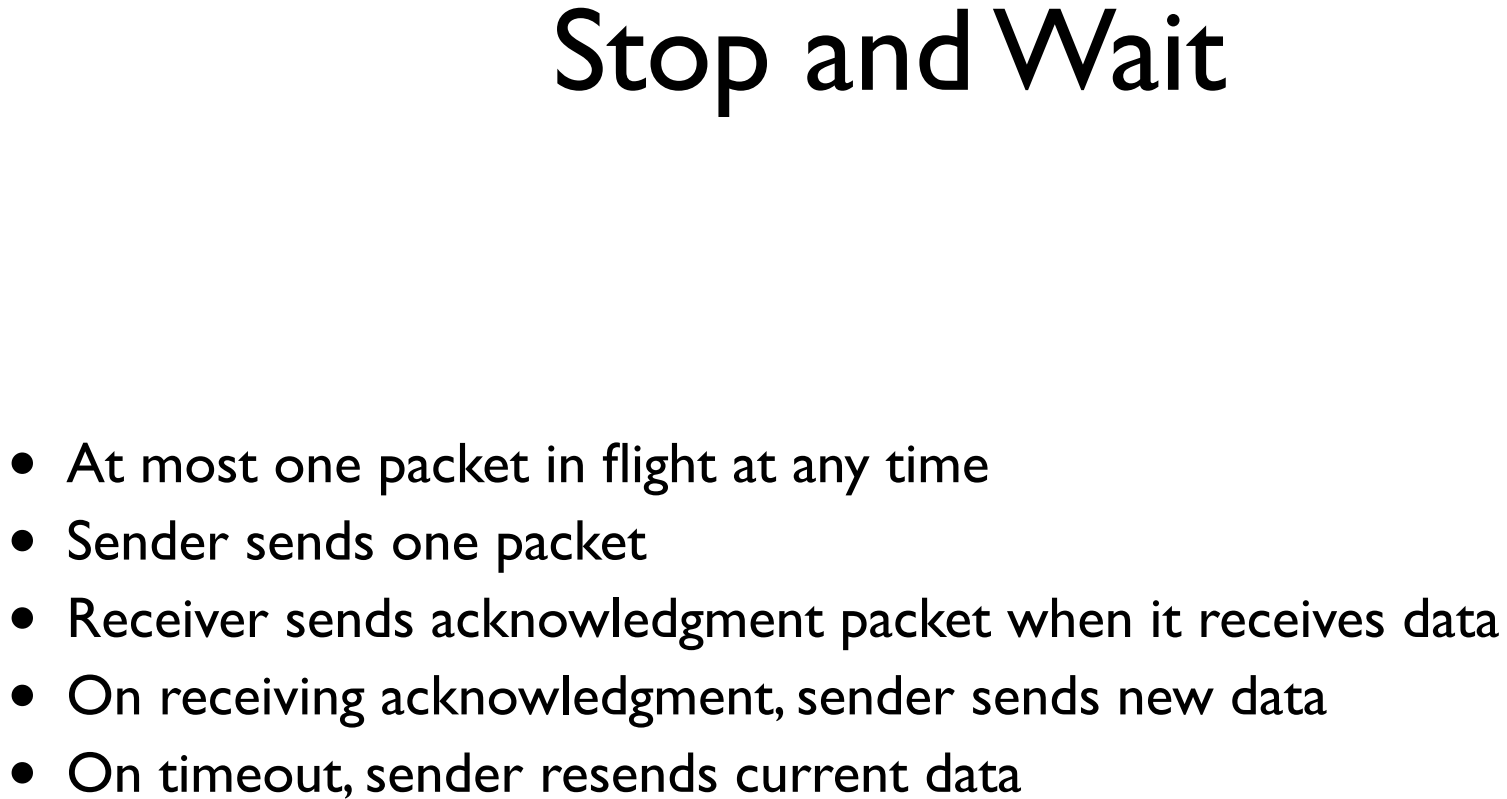 Stop and Wait
• At most one packet in flight at any time
• Sender sends one packet
• Receiver sends acknowledgment packet when it receives data
• On receiving acknowledgment, sender sends new data
• On timeout, sender resends current data